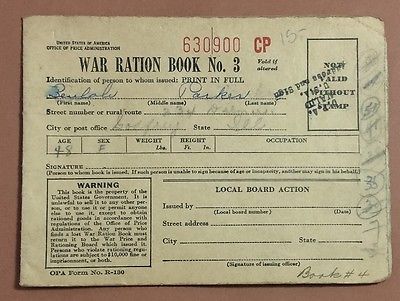 UNITED STATES OF AMERICA
OFFICE OF PRICE ADMINISTRATION
630900 CP
15-
WAR RATION BOOK No. 3
Void if altered
NOT
VALID
WITHOUT
STAMP
Identification of person to whom issued: PRINT IN FULL
Beulah Parker
(First name) (Middle name) (Last name)
Street number or rural route
City or post office State
AGE SEX WEIGHT HEIGHT OCCUPATION
48 F Lbs. Ft. In.
SIGNATURE
(Person to whom book is issued. If such person is unable to sign because of age or incapacity, another may sign in his behalf.)
WARNING
This book is the property of the
United States Government. It is
unlawful to sell it to any other per-
son, or to use it or permit anyone
else to use it, except to obtain
rationed goods in accordance with
regulations of the Office of Price
Administration. Any person who
finds a lost War Ration Book must
return it to the War Price and
Rationing Board which issued it.
Persons who violate rationing reg-
ulations are subject to $10,000 fine
or imprisonment, or both.
LOCAL BOARD ACTION
Issued by
(Local board number) (Date)
Street address
City State
(Signature of issuing officer)
OPA Form No. R-130
Book #4